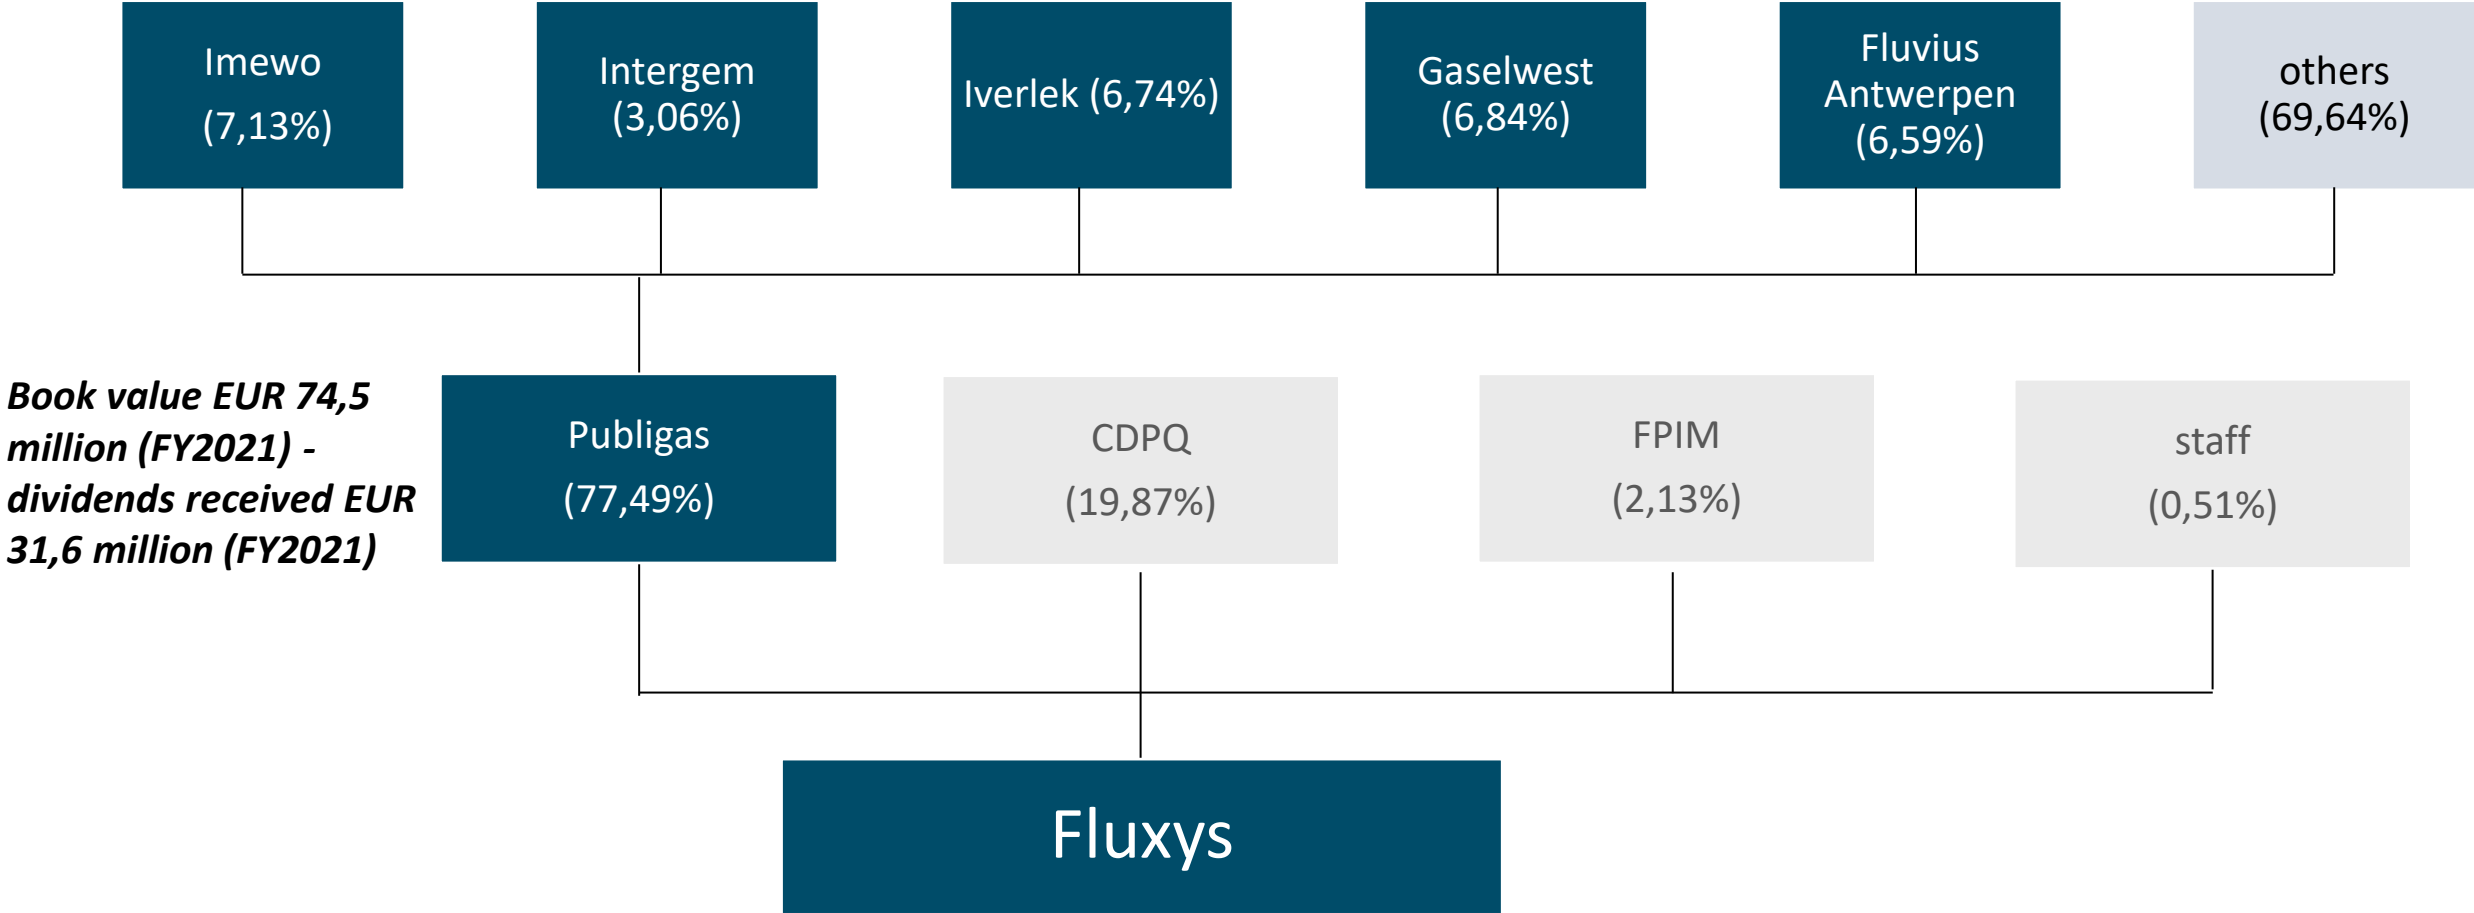 Imewo
(7,13%)
Intergem
(3,06%)
Iverlek (6,74%)
Gaselwest
(6,84%)
Fluvius
Antwerpen
(6,59%)
others
(69,64%)
Book value EUR 74,5
million (FY2021) -
dividends received EUR
31,6 million (FY2021)
Publigas
(77,49%)
CDPQ
(19,87%)
FPIM
(2,13%)
staff
(0,51%)
Fluxys